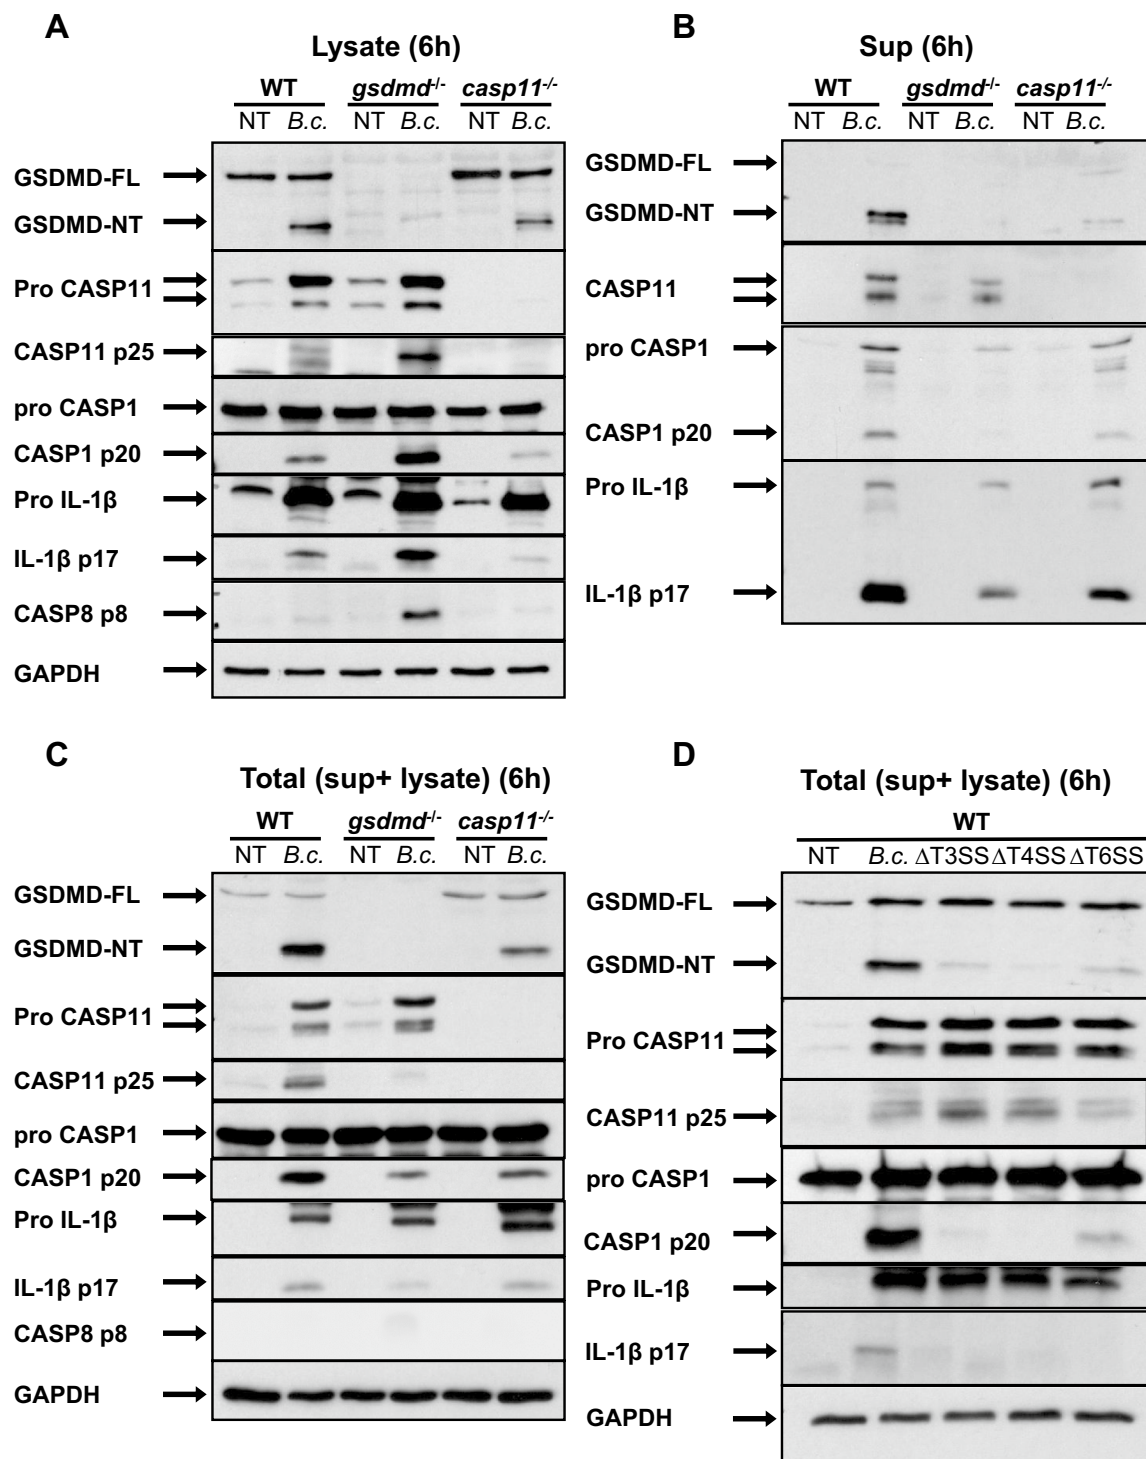 A
Lysate (6h)
WT gsdmd-/- casp11-/-
NT B.c. NT B.c. NT B.c.
GSDMD-FL
GSDMD-NT
Pro CASP11
CASP11 p25
pro CASP1
CASP1 p20
Pro IL-1β
IL-1β p17
CASP8 p8
GAPDH
B
Sup (6h)
WT gsdmd-/- casp11-/-
NT B.c. NT B.c. NT B.c.
GSDMD-FL
GSDMD-NT
CASP11
pro CASP1
CASP1 p20
Pro IL-1β
IL-1β p17
C
Total (sup+ lysate) (6h)
WT gsdmd-/- casp11-/-
NT B.c. NT B.c. NT B.c.
GSDMD-FL
GSDMD-NT
Pro CASP11
CASP11 p25
pro CASP1
CASP1 p20
Pro IL-1β
IL-1β p17
CASP8 p8
GAPDH
D
Total (sup+ lysate) (6h)
WT
NT B.c. ΔT3SS ΔT4SS ΔT6SS
GSDMD-FL
GSDMD-NT
Pro CASP11
CASP11 p25
pro CASP1
CASP1 p20
Pro IL-1β
IL-1β p17
GAPDH